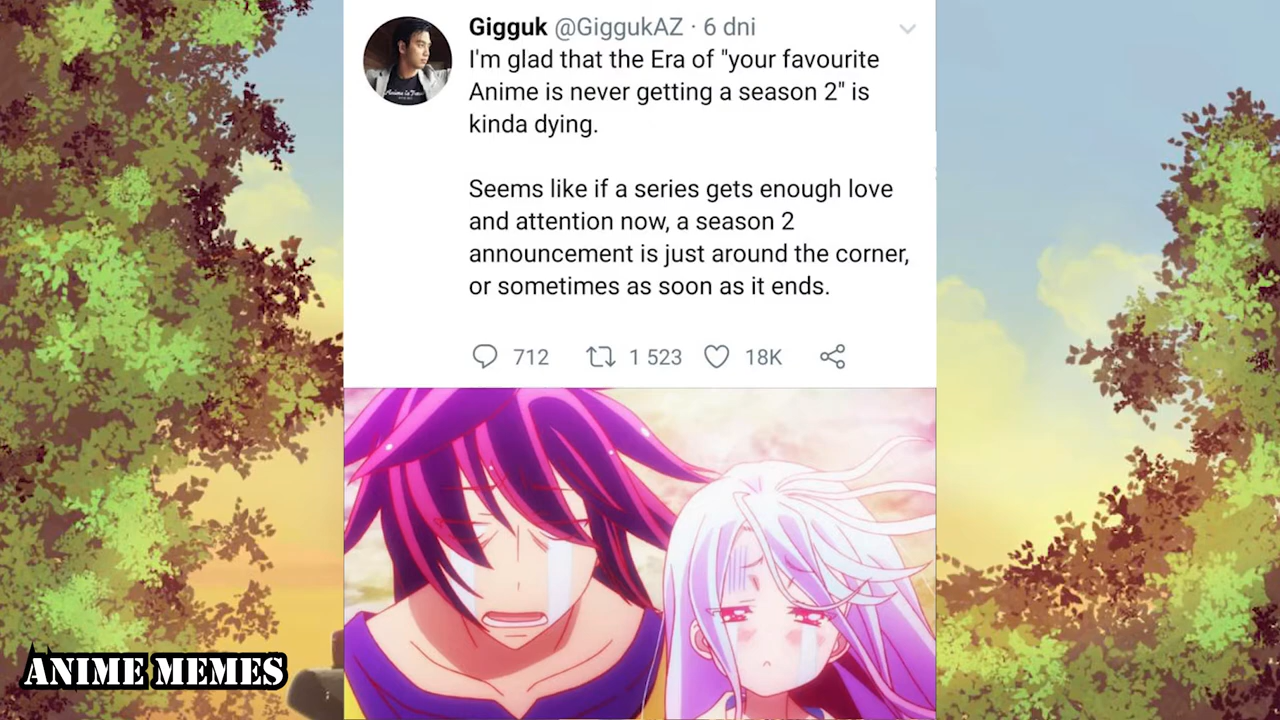 Gigguk @GiggukAZ · 6 dni
I'm glad that the Era of "your favourite
Anime is never getting a season 2" is
kinda dying.
Seems like if a series gets enough love
and attention now, a season 2
announcement is just around the corner,
or sometimes as soon as it ends.
712 1 523 18K
ANIME MEMES